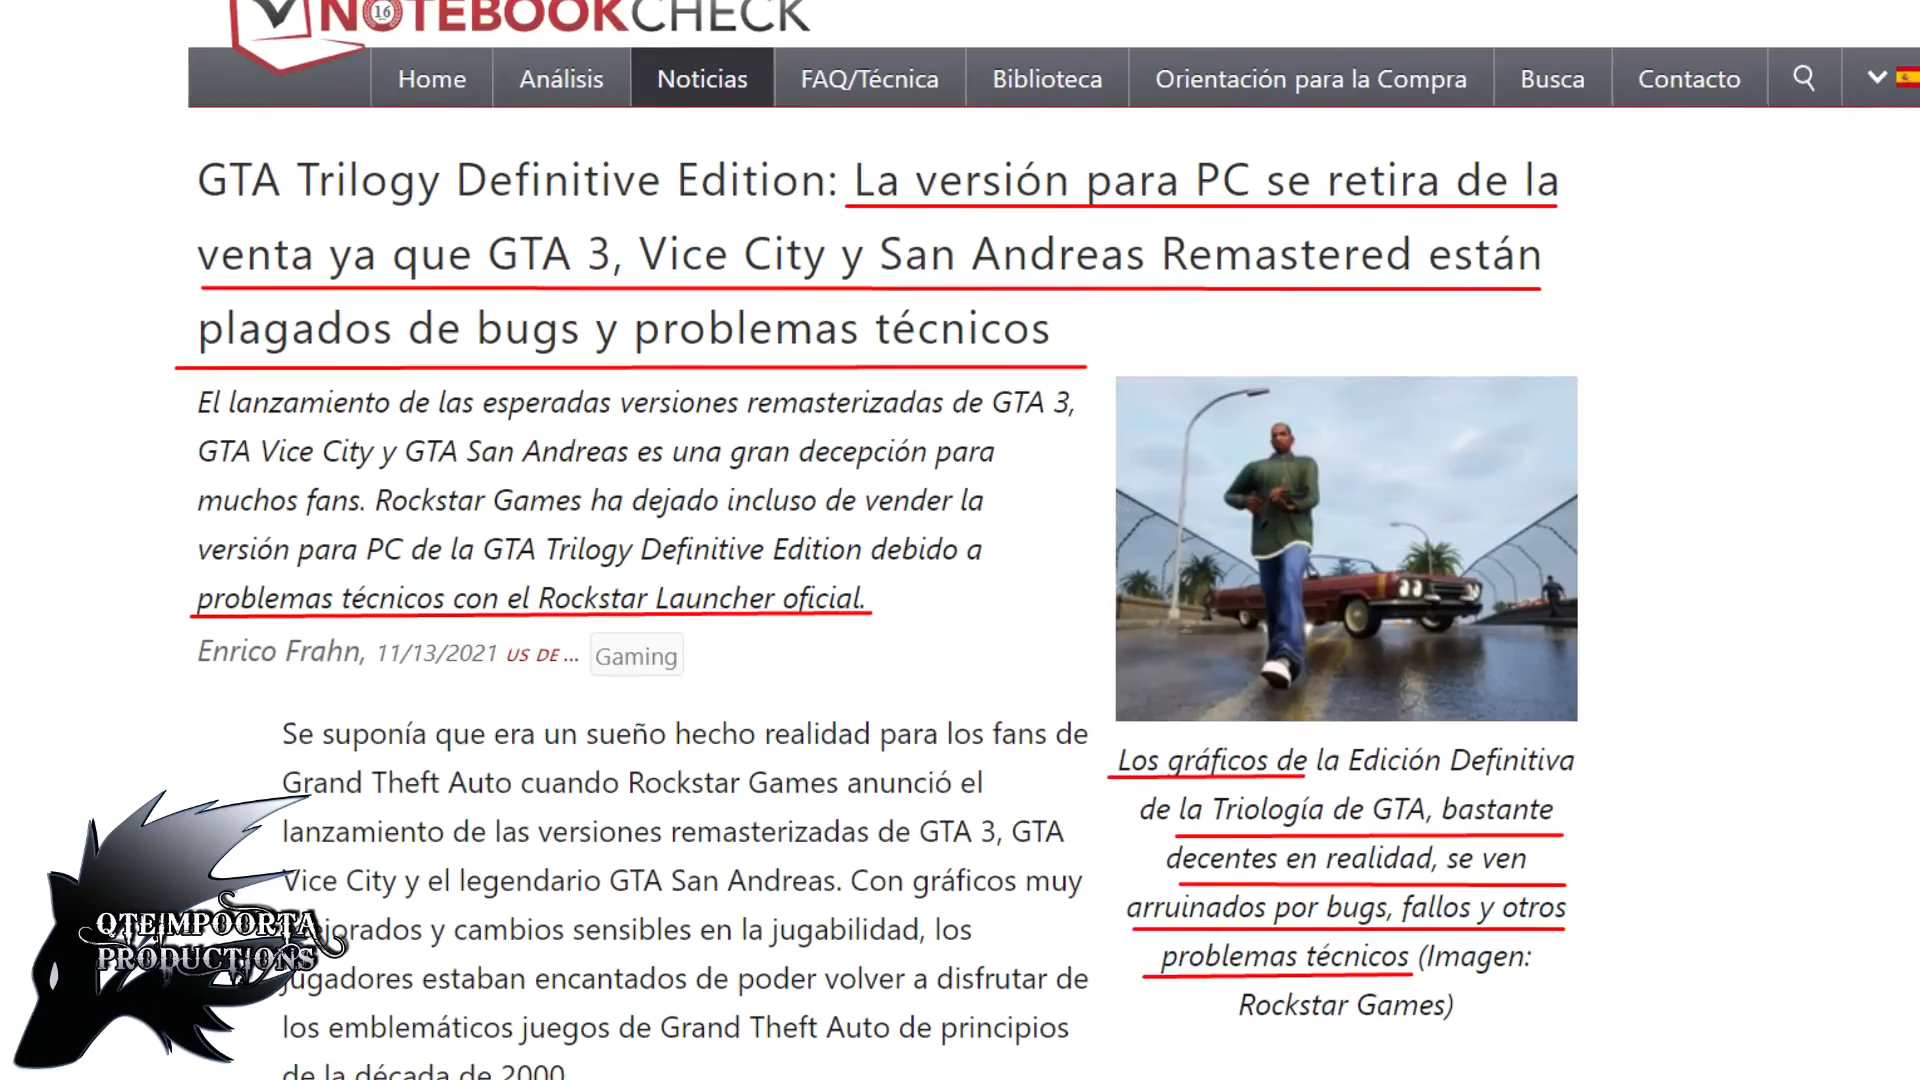 NOTEBOOKCHECK
16
Home Análisis Noticias FAQ/Técnica Biblioteca Orientación para la Compra Busca Contacto
GTA Trilogy Definitive Edition: La versión para PC se retira de la
venta ya que GTA 3, Vice City y San Andreas Remastered están
plagados de bugs y problemas técnicos
El lanzamiento de las esperadas versiones remasterizadas de GTA 3,
GTA Vice City y GTA San Andreas es una gran decepción para
muchos fans. Rockstar Games ha dejado incluso de vender la
versión para PC de la GTA Trilogy Definitive Edition debido a
problemas técnicos con el Rockstar Launcher oficial.
Enrico Frahn, 11/13/2021 US DE ... Gaming
Se suponía que era un sueño hecho realidad para los fans de
Grand Theft Auto cuando Rockstar Games anunció el
lanzamiento de las versiones remasterizadas de GTA 3, GTA
Vice City y el legendario GTA San Andreas. Con gráficos muy
jorados y cambios sensibles en la jugabilidad, los
jugadores estaban encantados de poder volver a disfrutar de
los emblemáticos juegos de Grand Theft Auto de principios
de la década de 2000.
Los gráficos de la Edición Definitiva
de la Triología de GTA, bastante
decentes en realidad, se ven
arruinados por bugs, fallos y otros
problemas técnicos (Imagen:
Rockstar Games)
QTEIMPOORTA
PRODUCTIONS